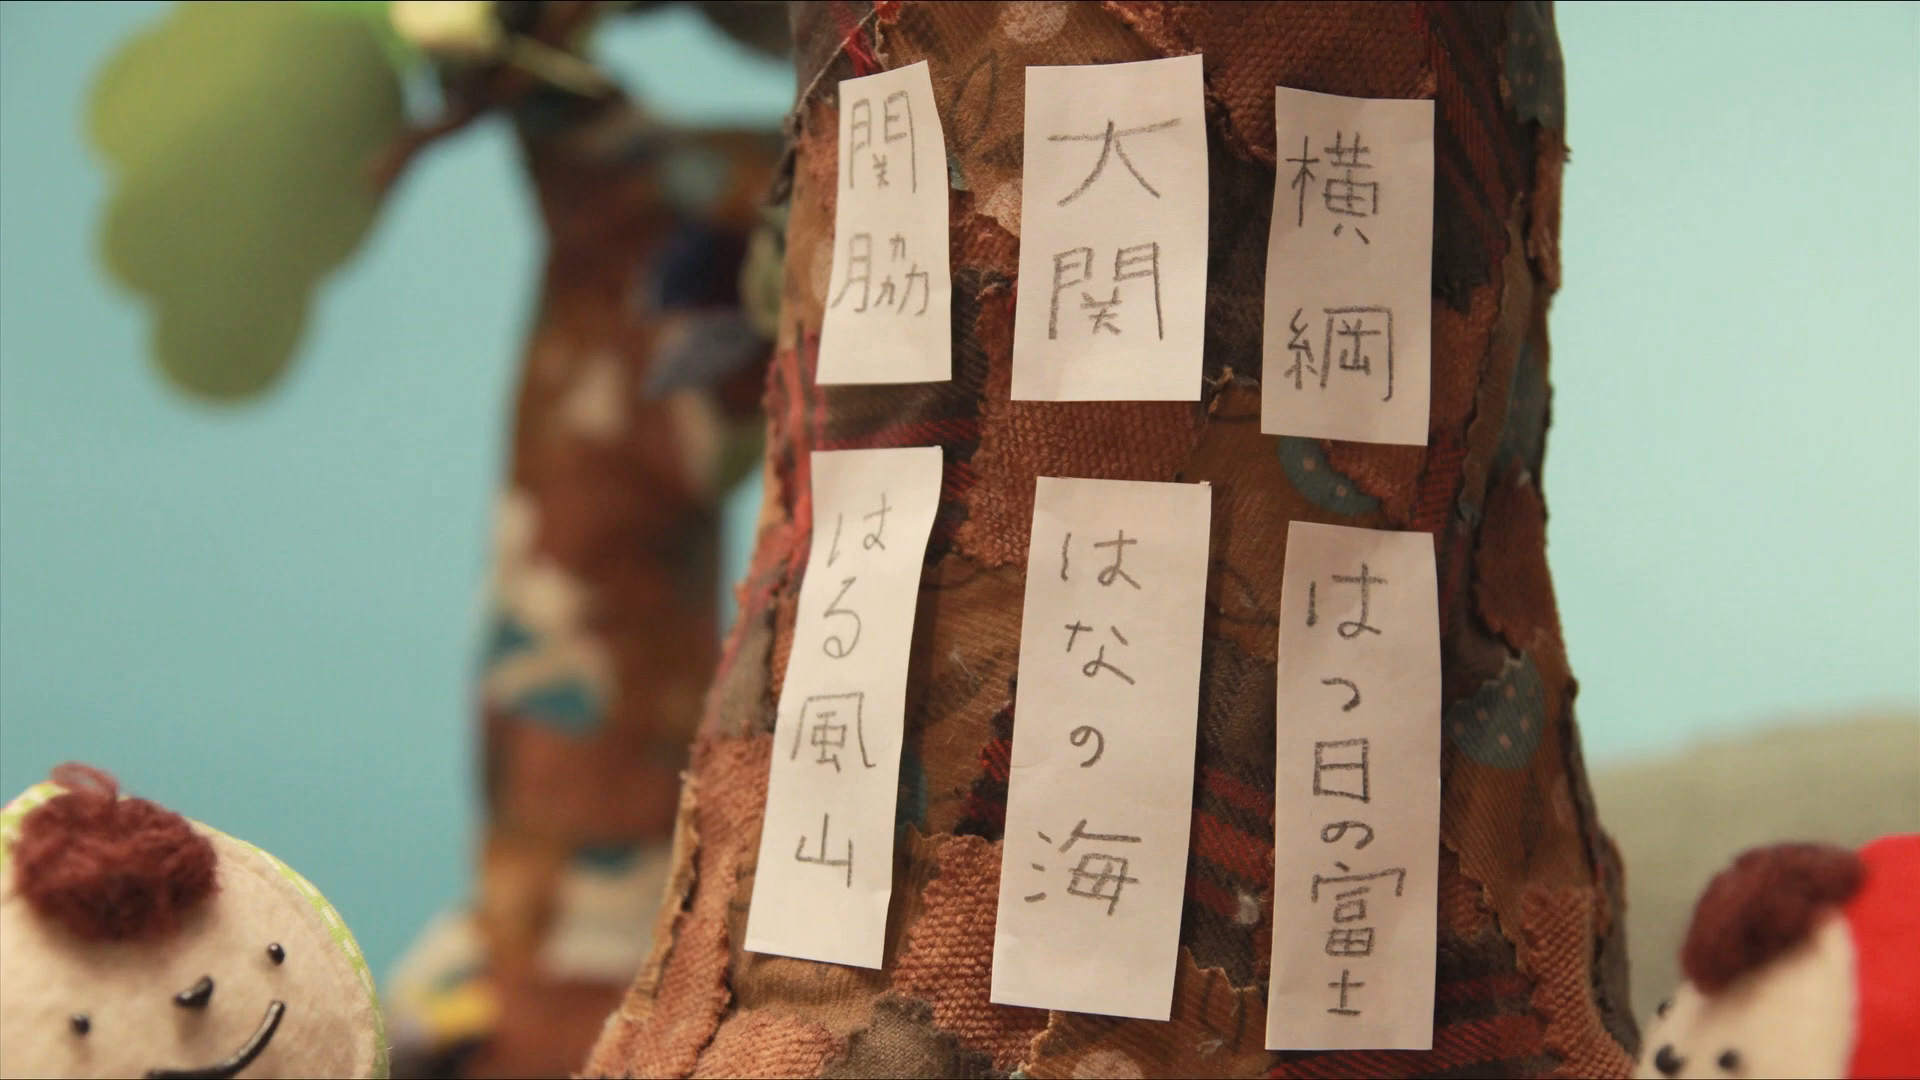 横綱
大関
関脇
はつ日の富士
はなの海
はる風山